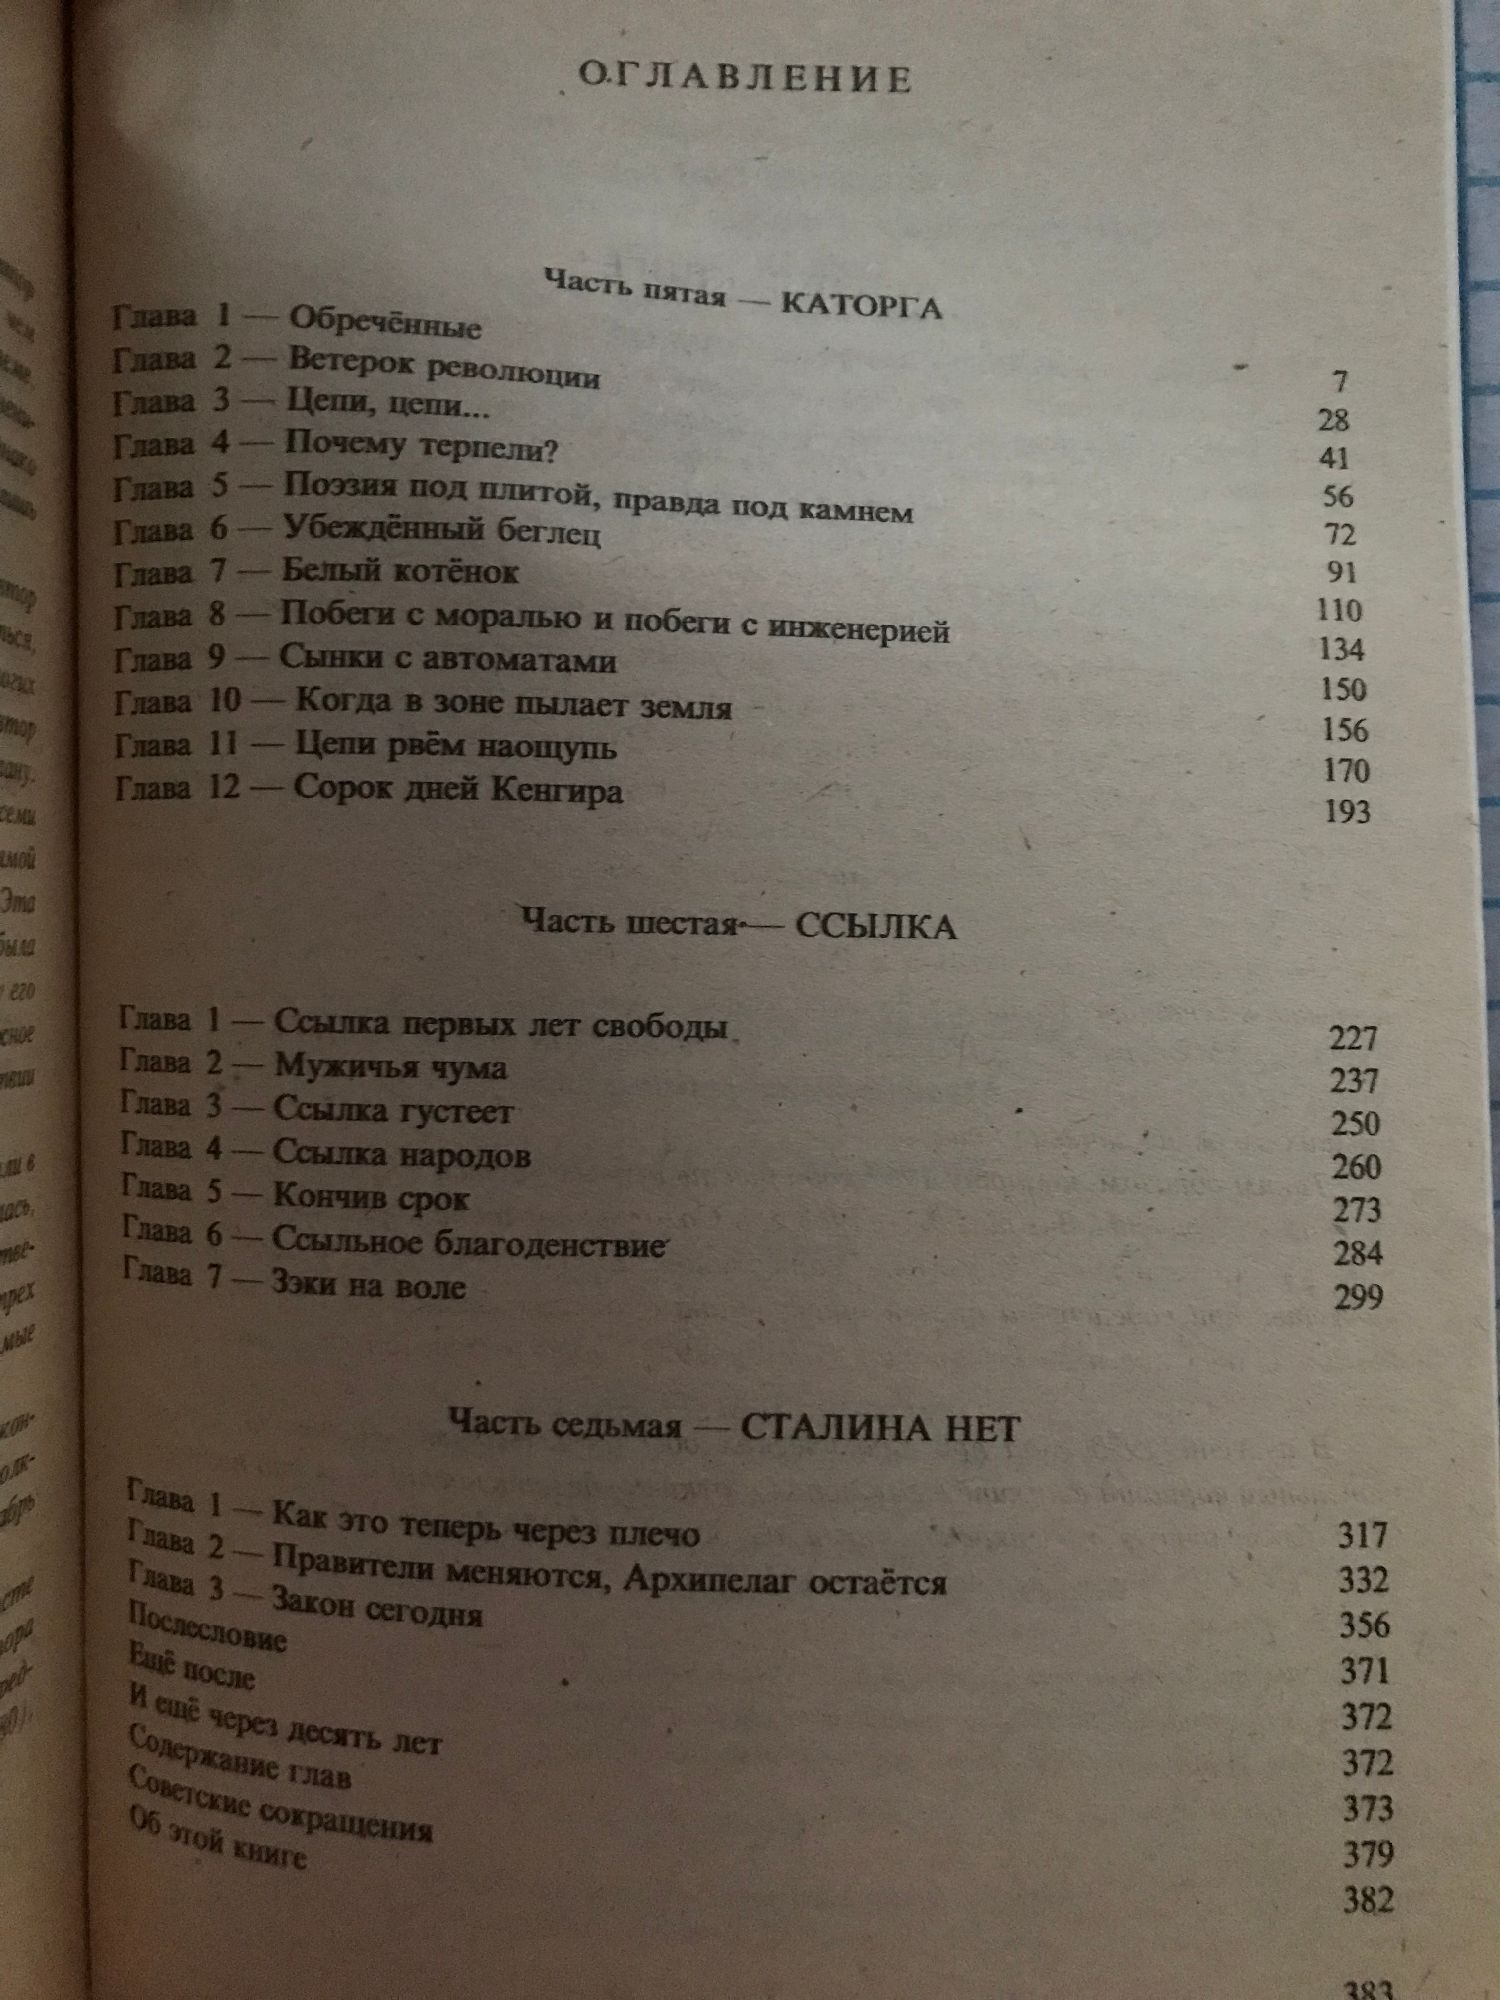 чем
Эта
была
его
ОГЛАВЛЕНИЕ
Часть пятая — КАТОРГА
Глава 1 — Обречённые 7
Глава 2 — Ветерок революции 28
Глава 3 — Цепи, цепи... 41
Глава 4 — Почему терпели? 56
Глава 5 — Поэзия под плитой, правда под камнем 72
Глава 6 — Убеждённый беглец 91
Глава 7 — Белый котёнок 110
Глава 8 — Побеги с моралью и побеги с инженерией 134
Глава 9 — Сынки с автоматами 150
Глава 10 — Когда в зоне пылает земля 156
Глава 11 — Цепи рвём наощупь 170
Глава 12 — Сорок дней Кенгира 193
Часть шестая — ССЫЛКА
Глава 1 — Ссылка первых лет свободы 227
Глава 2 — Мужичья чума 237
Глава 3 — Ссылка густеет 250
Глава 4 — Ссылка народов 260
Глава 5 — Кончив срок 273
Глава 6 — Ссыльное благоденствие 284
Глава 7 — Зэки на воле 299
Часть седьмая — СТАЛИНА НЕТ
Глава 1 — Как это теперь через плечо 317
Глава 2 — Правители меняются, Архипелаг остаётся 332
Глава 3 — Закон сегодня 356
Послесловие 371
Ещё после 372
И ещё через десять лет 372
Содержание глав 373
Советские сокращения 379
Об этой книге 382
383